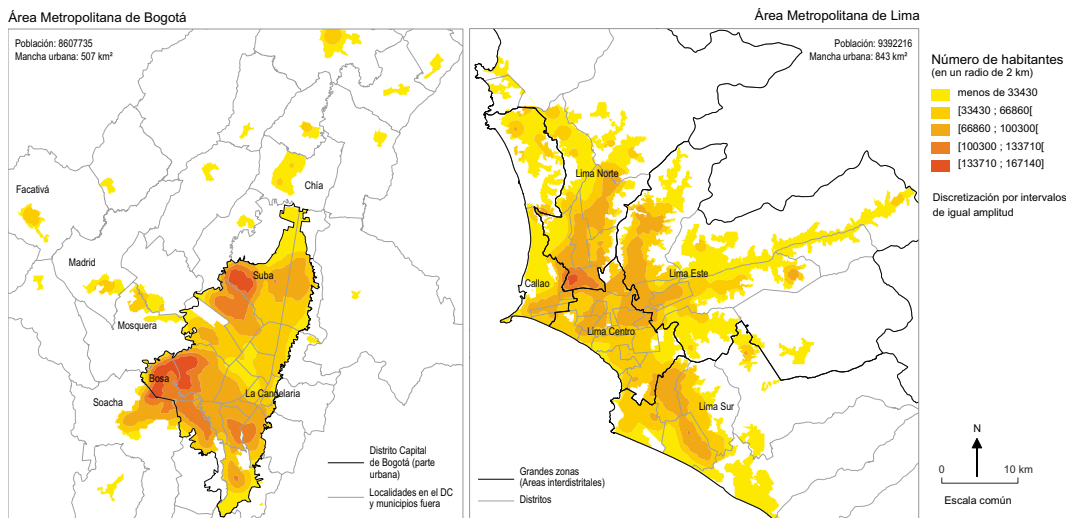 Área Metropolitana de Bogotá
Población: 8607735
Mancha urbana: 507 km²
Facativá
Chía
Madrid
Suba
Mosquera
Bosa
Soacha
La Candelaria
Distrito Capital
de Bogotá (parte
urbana)
Localidades en el DC
y municipios fuera
Área Metropolitana de Lima
Población: 9392216
Mancha urbana: 843 km²
Lima Norte
Lima Este
Callao
Lima Centro
Lima Sur
Grandes zonas
(Areas interdistritales)
Distritos
Número de habitantes
(en un radio de 2 km)
menos de 33430
[33430 ; 66860[
[66860 ; 100300[
[100300 ; 133710[
[133710 ; 167140]
Discretización por intervalos
de igual amplitud
N
0 10 km
Escala común